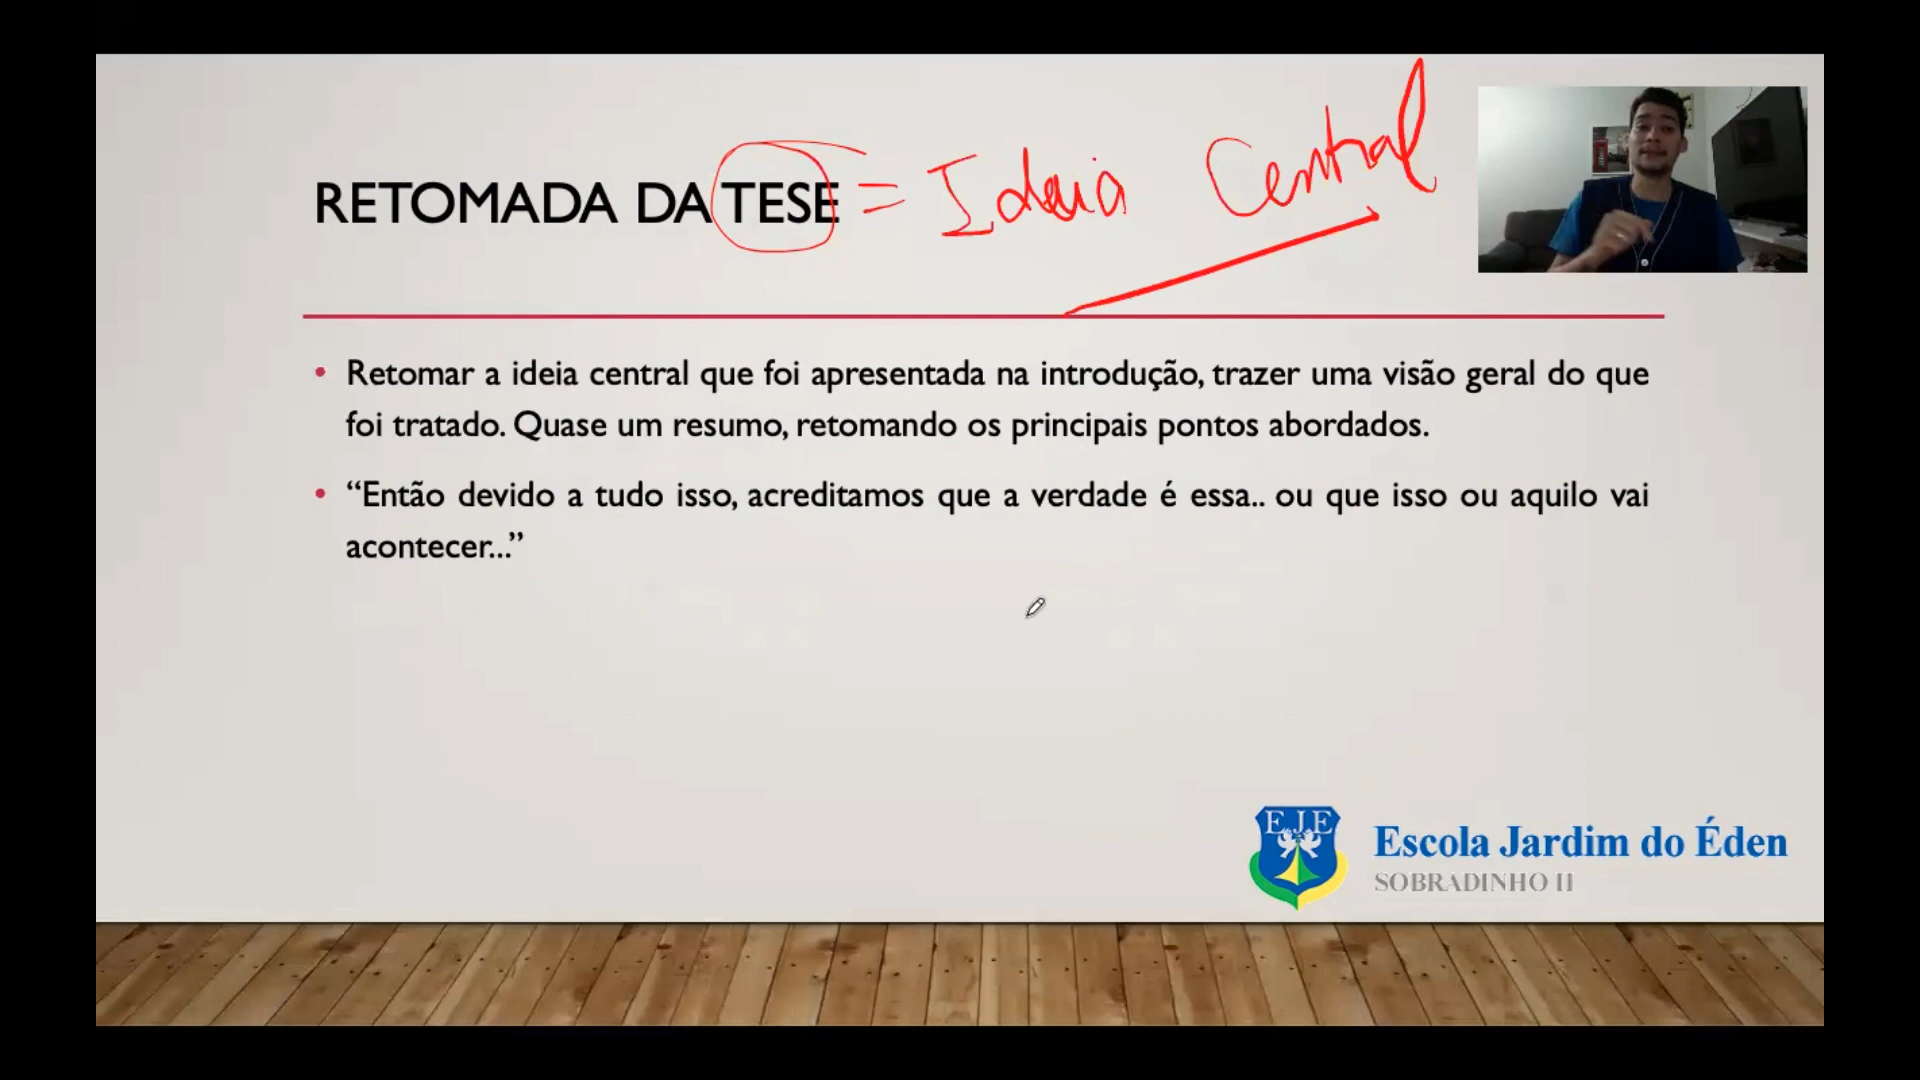 RETOMADA DA TESE = Ideia Central
• Retomar a ideia central que foi apresentada na introdução, trazer uma visão geral do que
foi tratado. Quase um resumo, retomando os principais pontos abordados.
• “Então devido a tudo isso, acreditamos que a verdade é essa.. ou que isso ou aquilo vai
acontecer...”
EJE
Escola Jardim do Éden
SOBRADINHO II